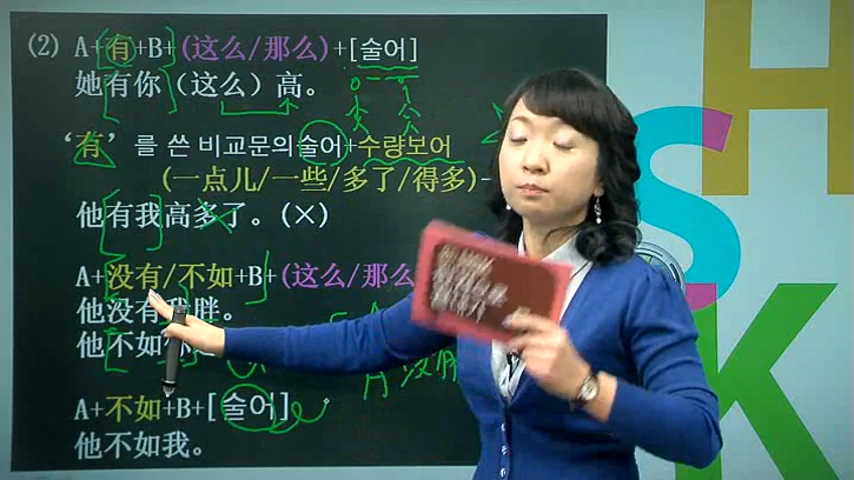 (2) A+有+B+(这么/那么)+[술어]
她有你（这么）高。
‘有’를 쓴 비교문의 술어+수량보어
(一点儿/一些/多了/得多)
他有我高多了。(×)
A+没有/不如+B+(这么/那么
他没有我胖。
他不如你
A+不如+B+[술어]
他不如我。
A 没
H
S
K